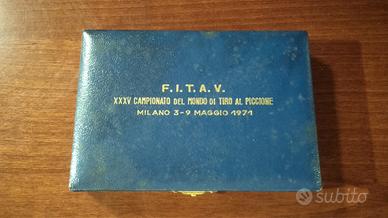 F.I.T.A.V.
XXXV CAMPIONATO DEL MONDO DI TIRO AL PICCIONE
MILANO 3-9 MAGGIO 1971
subito